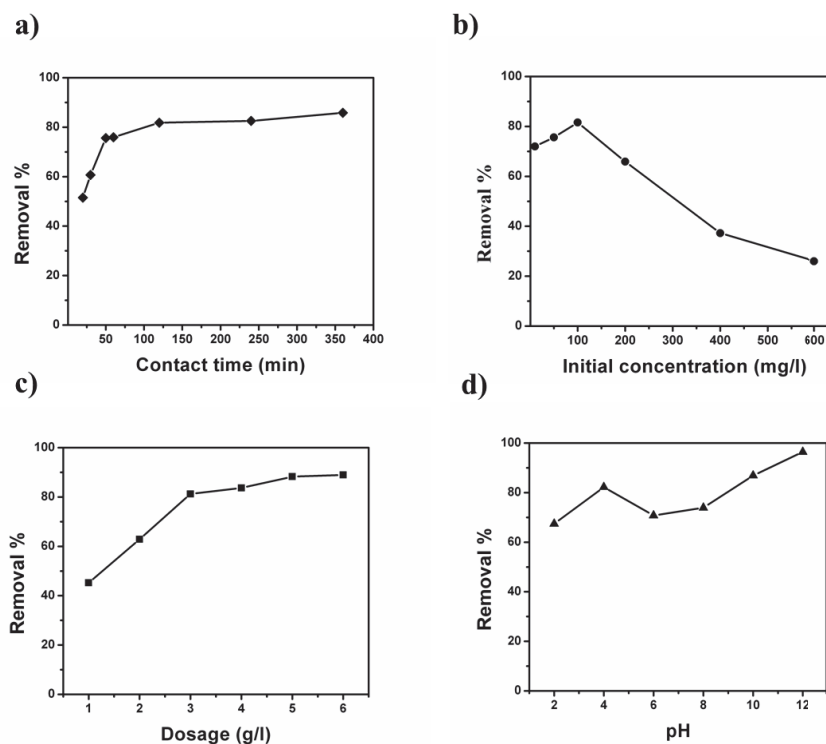 a)
b)
100
80
60
40
20
0
Removal %
50 100 150 200 250 300 350 400
Contact time (min)
100
80
60
40
20
0
Removal %
100 200 300 400 500 600
Initial concentration (mg/l)
c)
d)
100
80
60
40
20
0
Removal %
1 2 3 4 5 6
Dosage (g/l)
100
80
60
40
20
0
Removal %
2 4 6 8 10 12
pH